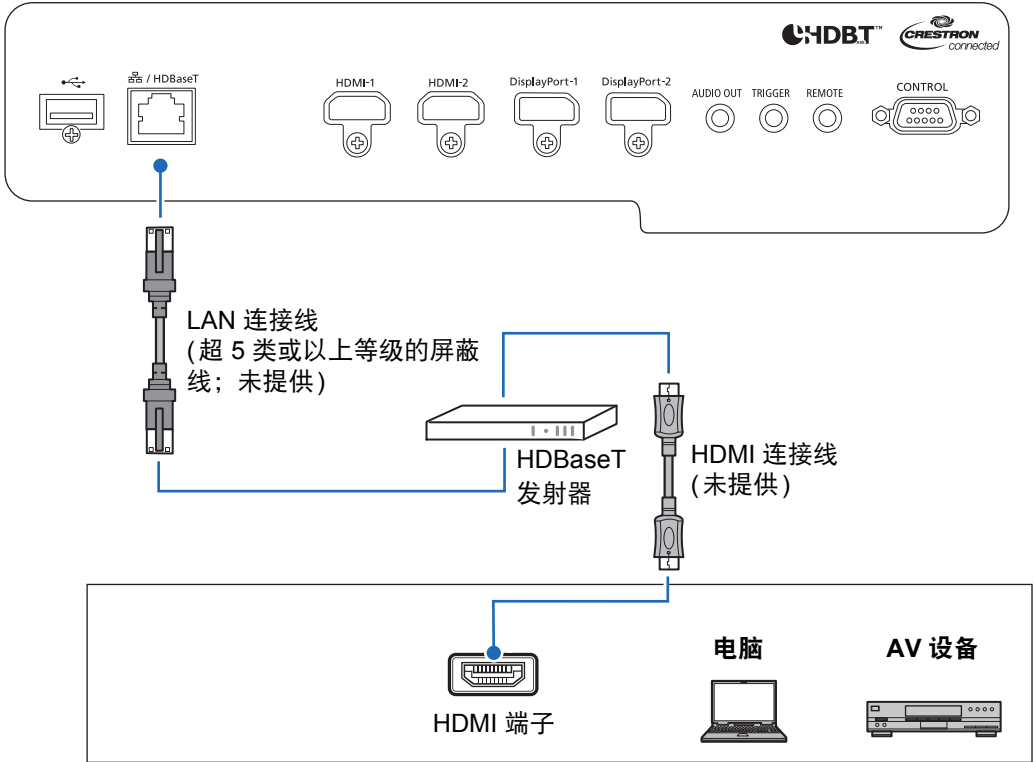 HDBT™
CRESTRON
connected
/ HDBaseT
HDMI-1
HDMI-2
DisplayPort-1
DisplayPort-2
AUDIO OUT
TRIGGER
REMOTE
CONTROL
LAN 连接线
(超 5 类或以上等级的屏蔽
线；未提供)
HDBaseT
发射器
HDMI 连接线
(未提供)
HDMI 端子
电脑
AV 设备